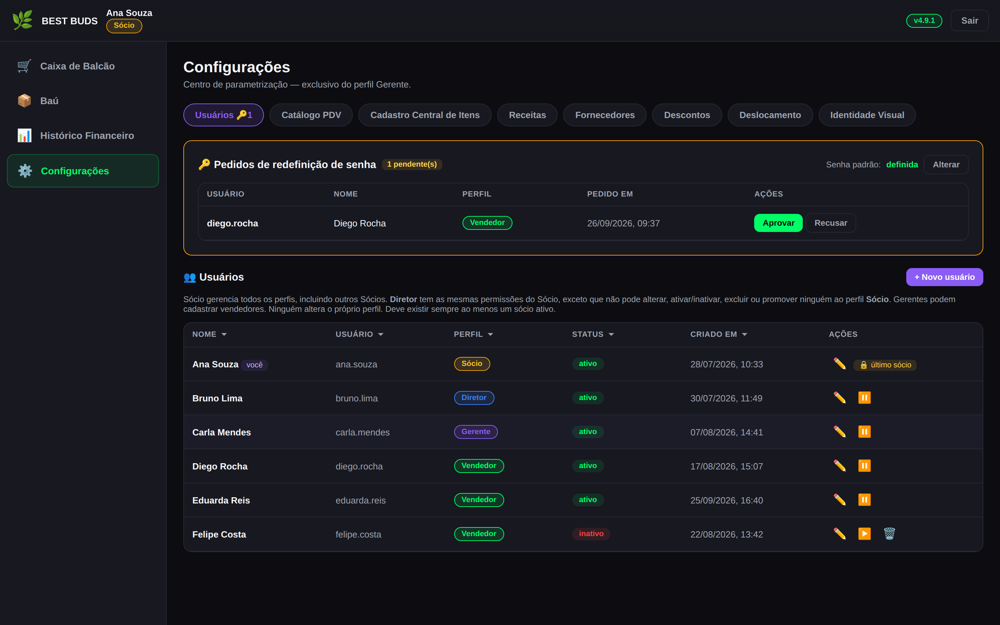 BEST BUDS
Ana Souza
Sócio
v4.9.1
Sair
Caixa de Balcão
Baú
Histórico Financeiro
Configurações
Configurações
Centro de parametrização — exclusivo do perfil Gerente.
Usuários 🔑1 Catálogo PDV Cadastro Central de Itens Receitas Fornecedores Descontos Deslocamento Identidade Visual
🔑 Pedidos de redefinição de senha 1 pendente(s) Senha padrão: definida Alterar
USUÁRIO NOME PERFIL PEDIDO EM AÇÕES
diego.rocha Diego Rocha Vendedor 26/09/2026, 09:37 Aprovar Recusar
👥 Usuários + Novo usuário
Sócio gerencia todos os perfis, incluindo outros Sócios. Diretor tem as mesmas permissões do Sócio, exceto que não pode alterar, ativar/inativar, excluir ou promover ninguém ao perfil Sócio. Gerentes podem
cadastrar vendedores. Ninguém altera o próprio perfil. Deve existir sempre ao menos um sócio ativo.
NOME USUÁRIO PERFIL STATUS CRIADO EM AÇÕES
Ana Souza você ana.souza Sócio ativo 28/07/2026, 10:33 🔒 último sócio
Bruno Lima bruno.lima Diretor ativo 30/07/2026, 11:49
Carla Mendes carla.mendes Gerente ativo 07/08/2026, 14:41
Diego Rocha diego.rocha Vendedor ativo 17/08/2026, 15:07
Eduarda Reis eduarda.reis Vendedor ativo 25/09/2026, 16:40
Felipe Costa felipe.costa Vendedor inativo 22/08/2026, 13:42